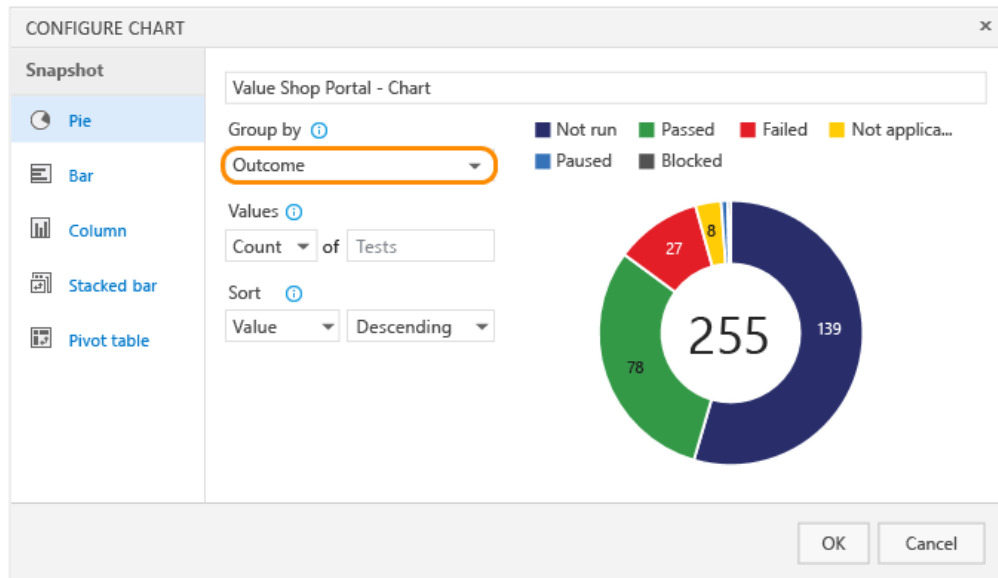 CONFIGURE CHART ×
Snapshot
Pie
Bar
Column
Stacked bar
Pivot table
Value Shop Portal - Chart
Group by
Outcome
Values
Count of Tests
Sort
Value Descending
Not run Passed Failed Not applica...
Paused Blocked
8
27
139
255
78
OK Cancel